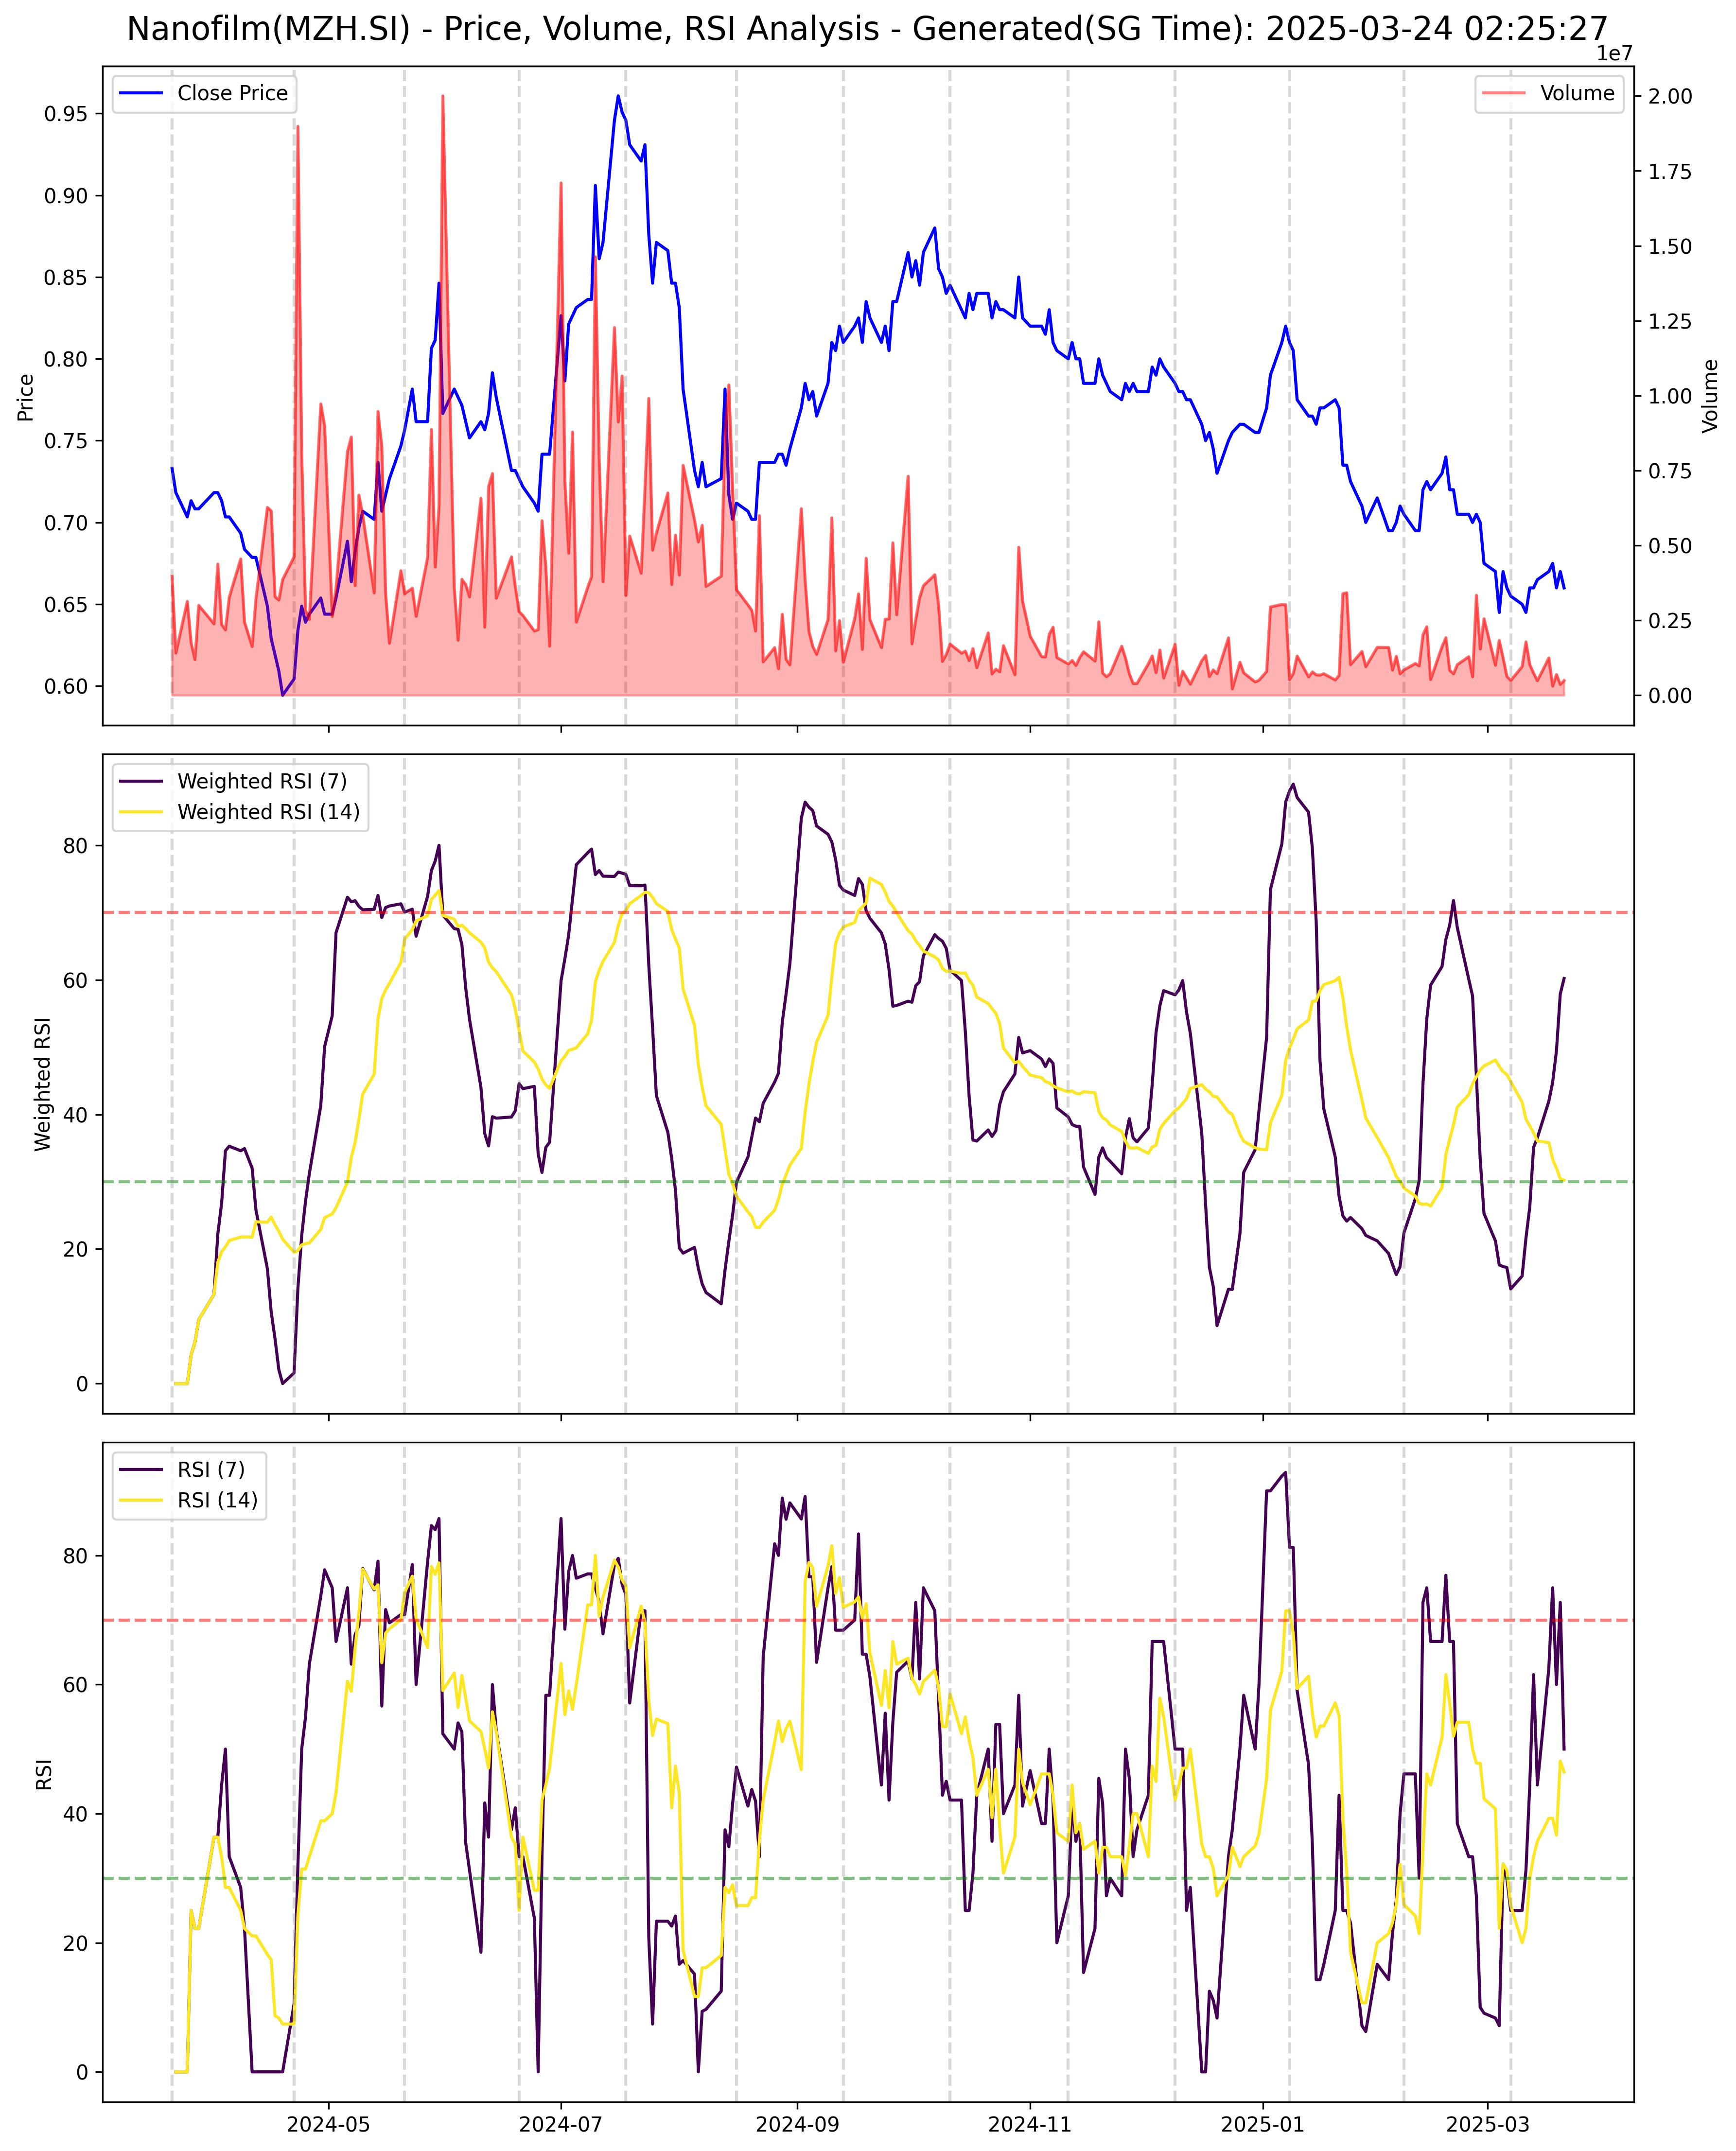 Nanofilm(MZH.SI) - Price, Volume, RSI Analysis - Generated(SG Time): 2025-03-24 02:25:27
1e7
Close Price
Volume
0.95
0.90
0.85
0.80
0.75
0.70
0.65
0.60
Price
2.00
1.75
1.50
1.25
1.00
0.75
0.50
0.25
0.00
Volume
Weighted RSI (7)
Weighted RSI (14)
80
60
40
20
0
Weighted RSI
RSI (7)
RSI (14)
80
60
40
20
0
RSI
2024-05
2024-07
2024-09
2024-11
2025-01
2025-03